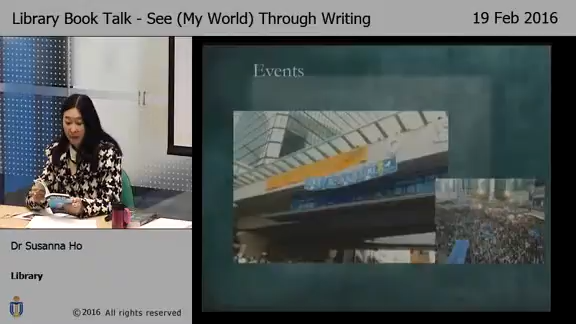 Library Book Talk - See (My World) Through Writing
19 Feb 2016
Events
Dr Susanna Ho
Library
©2016 All rights reserved